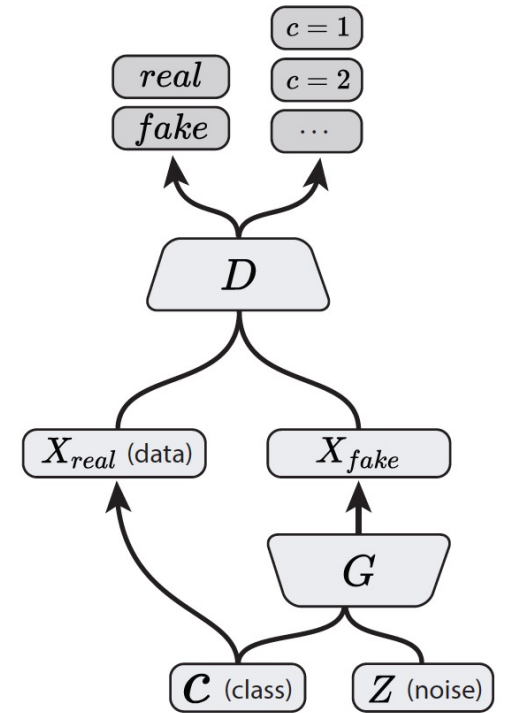 c = 1
real
c = 2
fake
...
D
X_real (data)
X_fake
G
C (class)
Z (noise)